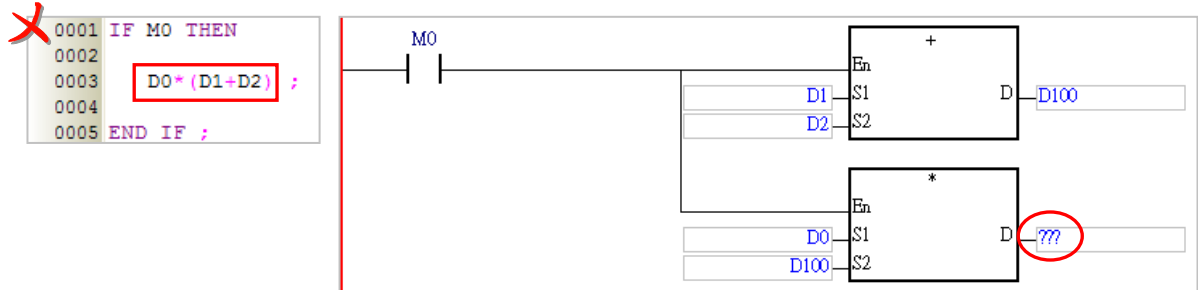 0001 IF M0 THEN
0002
0003 D0*(D1+D2) ;
0004
0005 END IF ;
M0
+
En
D1 S1 D D100
D2 S2
*
En
D0 S1 D ???
D100 S2